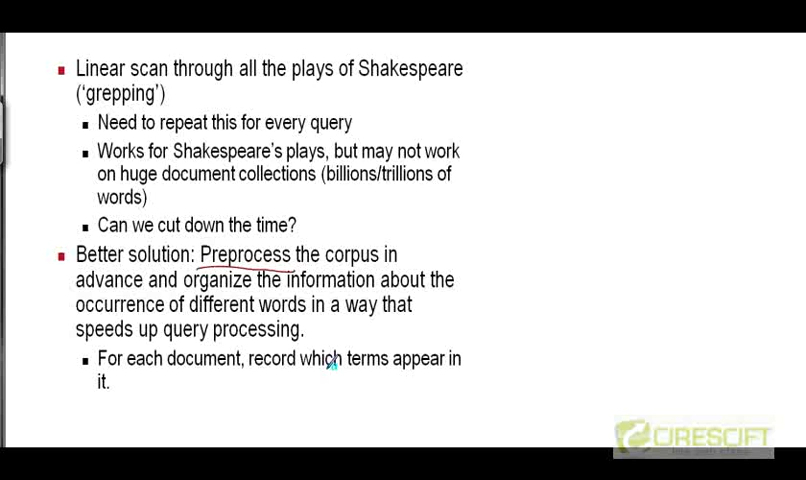 Linear scan through all the plays of Shakespeare
('grepping')
Need to repeat this for every query
Works for Shakespeare's plays, but may not work
on huge document collections (billions/trillions of
words)
Can we cut down the time?
Better solution: Preprocess the corpus in
advance and organize the information about the
occurrence of different words in a way that
speeds up query processing.
For each document, record which terms appear in
it.